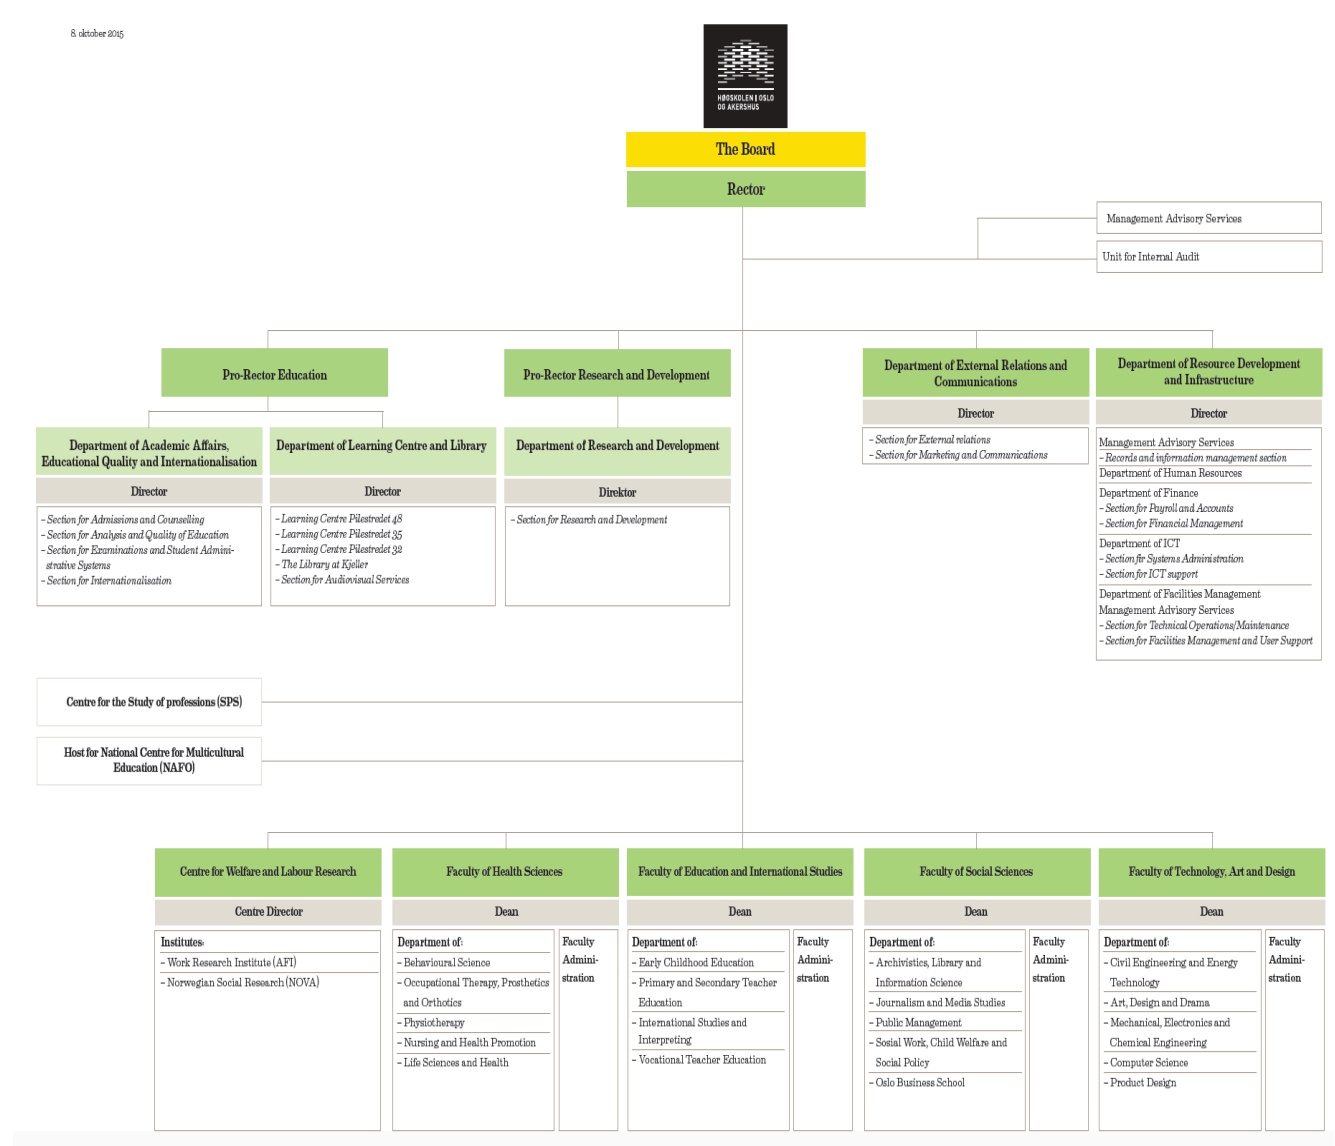 8. oktober 2015
HØGSKOLEN I OSLO
OG AKERSHUS
The Board
Rector
Management Advisory Services
Unit for Internal Audit
Pro-Rector Education
Pro-Rector Research and Development
Department of External Relations and
Communications
Director
– Section for External relations
– Section for Marketing and Communications
Department of Resource Development
and Infrastructure
Director
Management Advisory Services
– Records and information management section
Department of Human Resources
Department of Finance
– Section for Payroll and Accounts
– Section for Financial Management
Department of ICT
– Section fir Systems Administration
– Section for ICT support
Department of Facilities Management
Management Advisory Services
– Section for Technical Operations/Maintenance
– Section for Facilities Management and User Support
Department of Academic Affairs,
Educational Quality and Internationalisation
Director
– Section for Admissions and Counselling
– Section for Analysis and Quality of Education
– Section for Examinations and Student Admini-
strative Systems
– Section for Internationalisation
Department of Learning Centre and Library
Director
– Learning Centre Pilestredet 48
– Learning Centre Pilestredet 35
– Learning Centre Pilestredet 32
– The Library at Kjeller
– Section for Audiovisual Services
Department of Research and Development
Direktor
– Section for Research and Development
Centre for the Study of professions (SPS)
Host for National Centre for Multicultural
Education (NAFO)
Centre for Welfare and Labour Research
Centre Director
Institutes:
– Work Research Institute (AFI)
– Norwegian Social Research (NOVA)
Faculty of Health Sciences
Dean
Department of:
– Behavioural Science
– Occupational Therapy, Prosthetics
and Orthotics
– Physiotherapy
– Nursing and Health Promotion
– Life Sciences and Health
Faculty
Admini-
stration
Faculty of Education and International Studies
Dean
Department of:
– Early Childhood Education
– Primary and Secondary Teacher
Education
– International Studies and
Interpreting
– Vocational Teacher Education
Faculty
Admini-
stration
Faculty of Social Sciences
Dean
Department of:
– Archivistics, Library and
Information Science
– Journalism and Media Studies
– Public Management
– Sosial Work, Child Welfare and
Social Policy
– Oslo Business School
Faculty
Admini-
stration
Faculty of Technology, Art and Design
Dean
Department of:
– Civil Engineering and Energy
Technology
– Art, Design and Drama
– Mechanical, Electronics and
Chemical Engineering
– Computer Science
– Product Design
Faculty
Admini-
stration